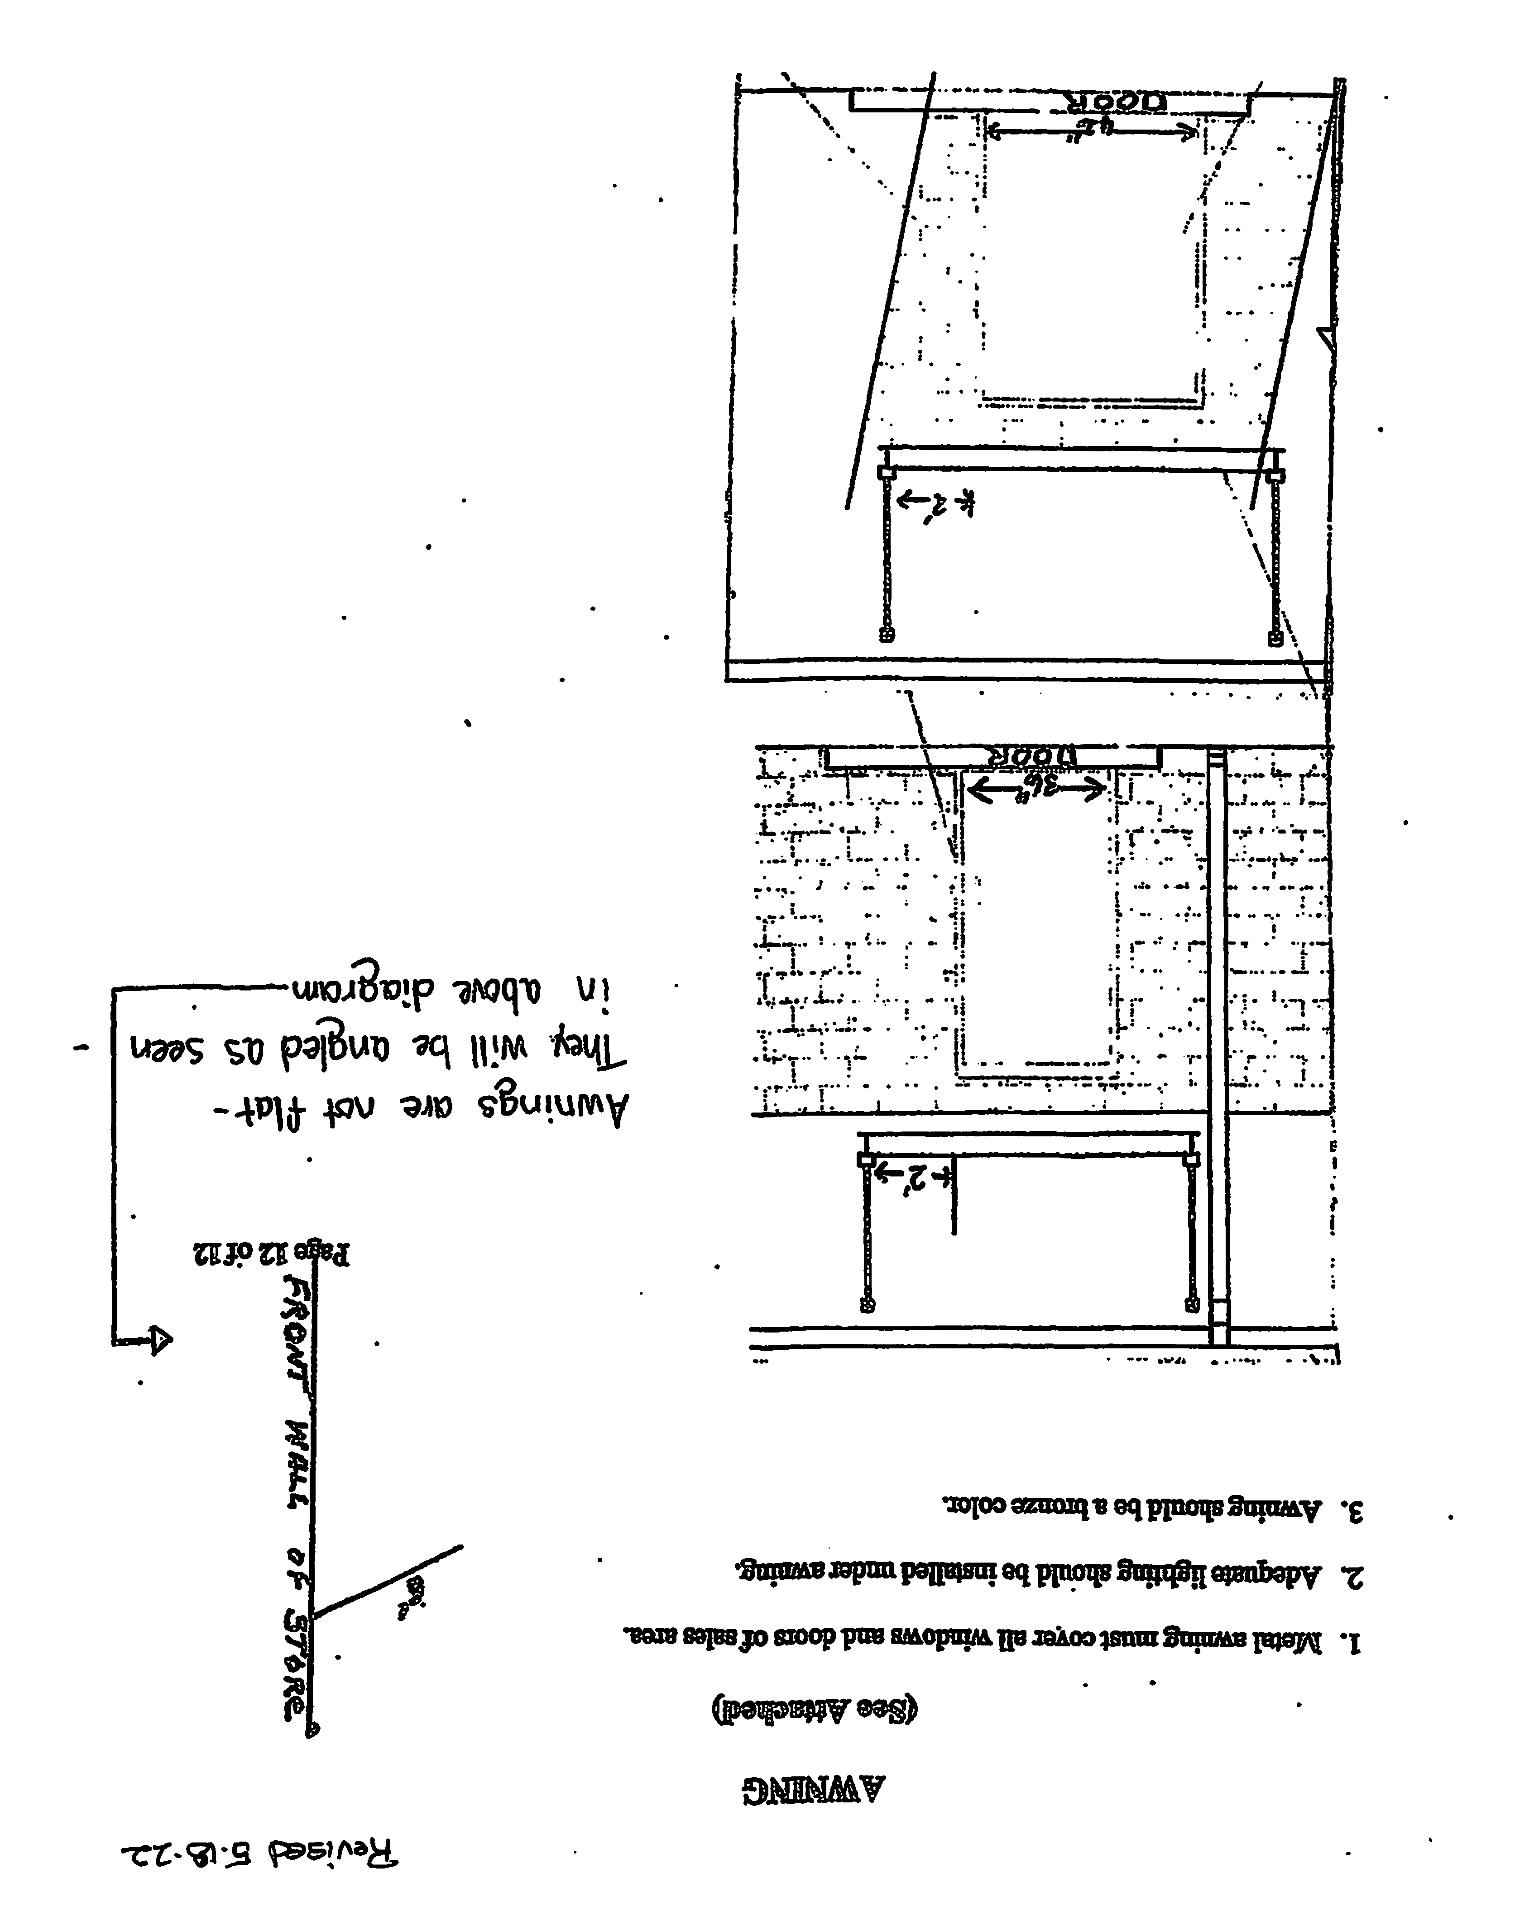 Revised 5.18.22
AWNING
(See Attached)
1. Metal awning must cover all windows and doors of sales area.
2. Adequate lighting should be installed under awning.
3. Awning should be a bronze color.
FRONT WALL OF STORE
Page 12 of 12
2'
Awnings are not flat-
They will be angled as seen
in above diagram
36"
DOOR
2'
42"
DOOR